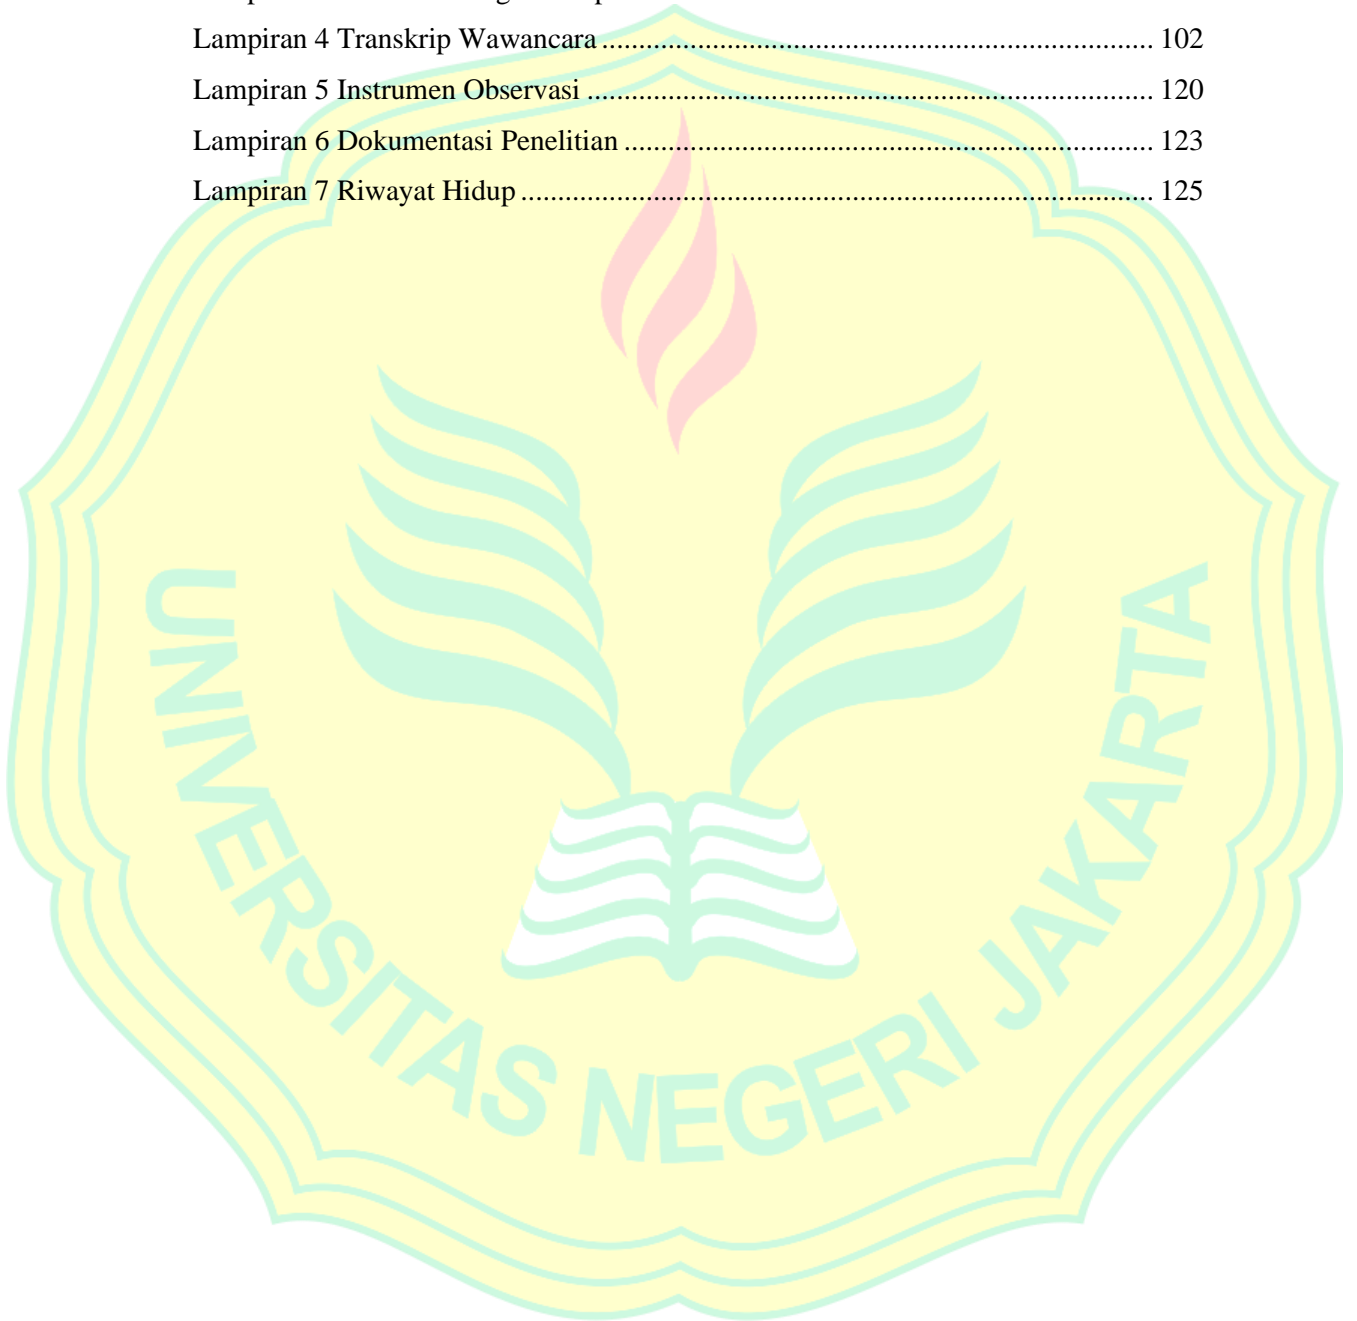 Lampiran 4 Transkrip Wawancara ........................................................................... 102
Lampiran 5 Instrumen Observasi ............................................................................. 120
Lampiran 6 Dokumentasi Penelitian ........................................................................ 123
Lampiran 7 Riwayat Hidup ...................................................................................... 125
UNIVERSITAS NEGERI JAKARTA